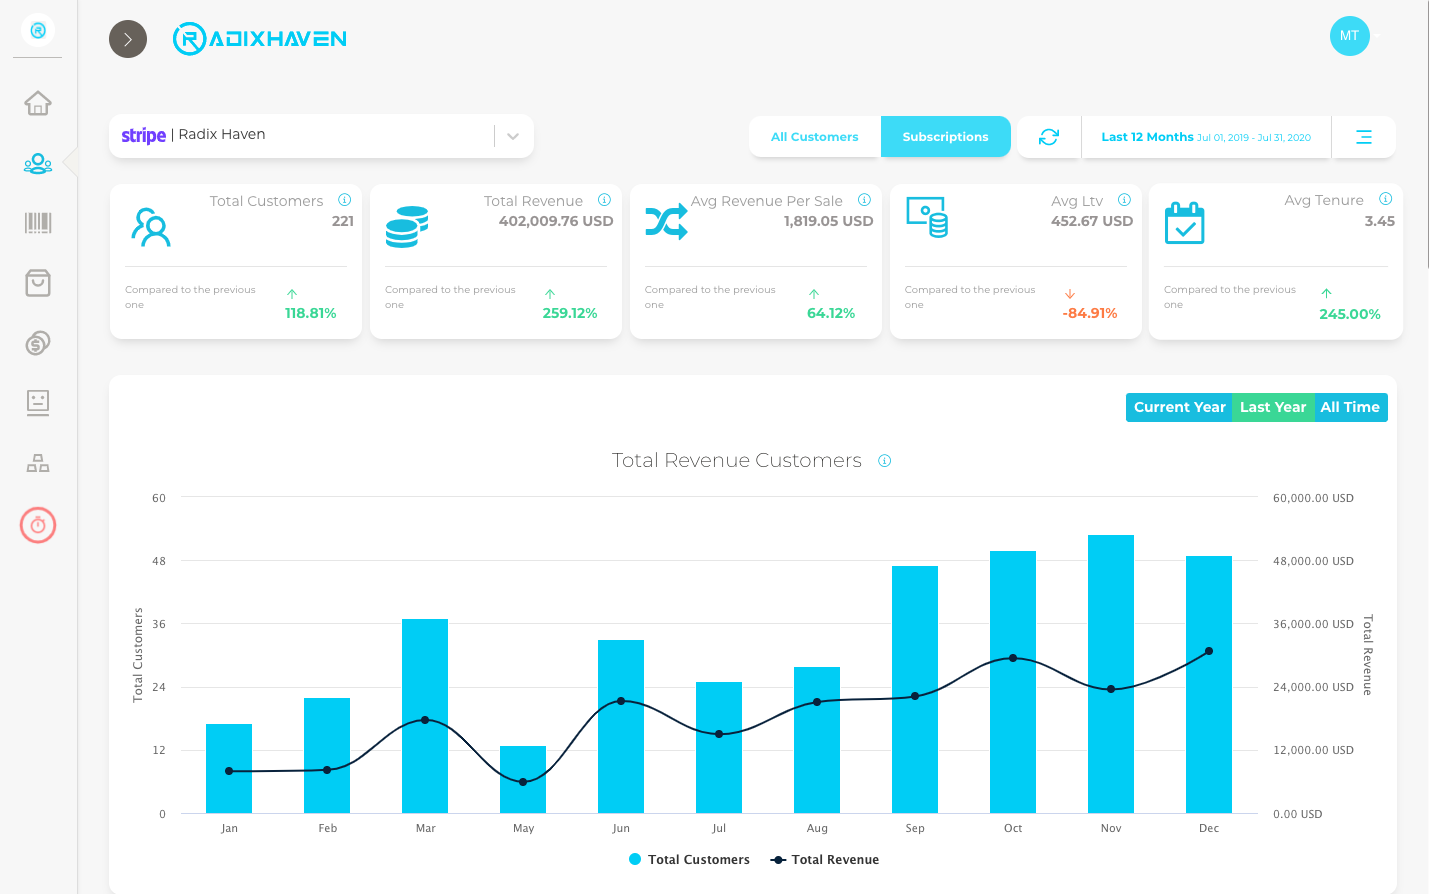 RADIXHAVEN
MT
stripe | Radix Haven
All Customers
Subscriptions
Last 12 Months Jul 01, 2019 - Jul 31, 2020
Total Customers
221
Compared to the previous
one
118.81%
Total Revenue
402,009.76 USD
Compared to the previous
one
259.12%
Avg Revenue Per Sale
1,819.05 USD
Compared to the previous
one
64.12%
Avg Ltv
452.67 USD
Compared to the previous
one
-84.91%
Avg Tenure
3.45
Compared to the previous
one
245.00%
Current Year Last Year All Time
Total Revenue Customers
60
48
36
24
12
0
Total Customers
60,000.00 USD
48,000.00 USD
36,000.00 USD
24,000.00 USD
12,000.00 USD
0.00 USD
Total Revenue
Jan Feb Mar May Jun Jul Aug Sep Oct Nov Dec
Total Customers Total Revenue